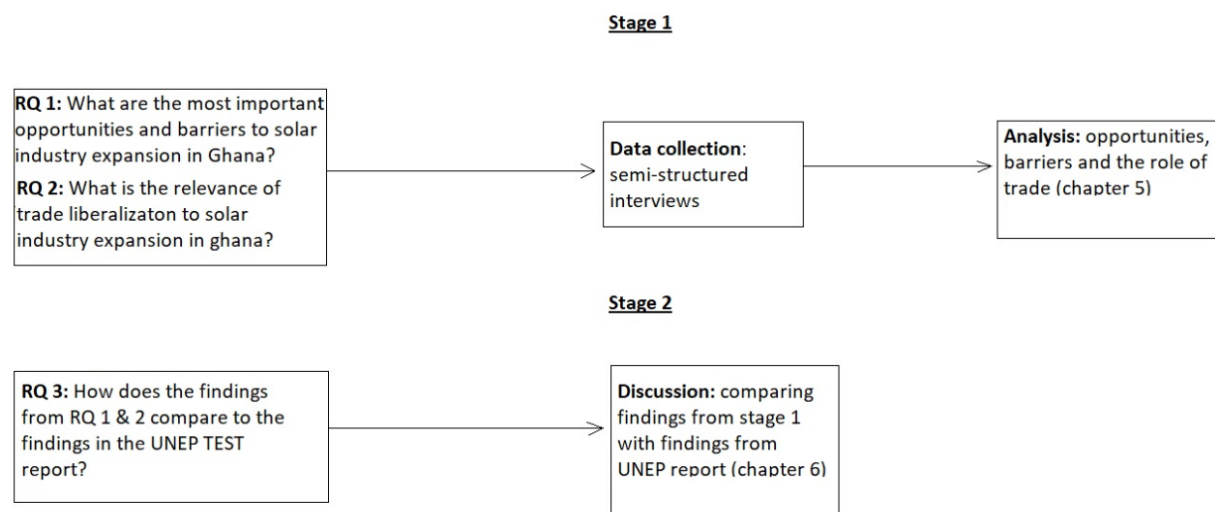 Stage 1
RQ 1: What are the most important
opportunities and barriers to solar
industry expansion in Ghana?
RQ 2: What is the relevance of
trade liberalizaton to solar
industry expansion in ghana?
Data collection:
semi-structured
interviews
Analysis: opportunities,
barriers and the role of
trade (chapter 5)
Stage 2
RQ 3: How does the findings
from RQ 1 & 2 compare to the
findings in the UNEP TEST
report?
Discussion: comparing
findings from stage 1
with findings from
UNEP report (chapter 6)